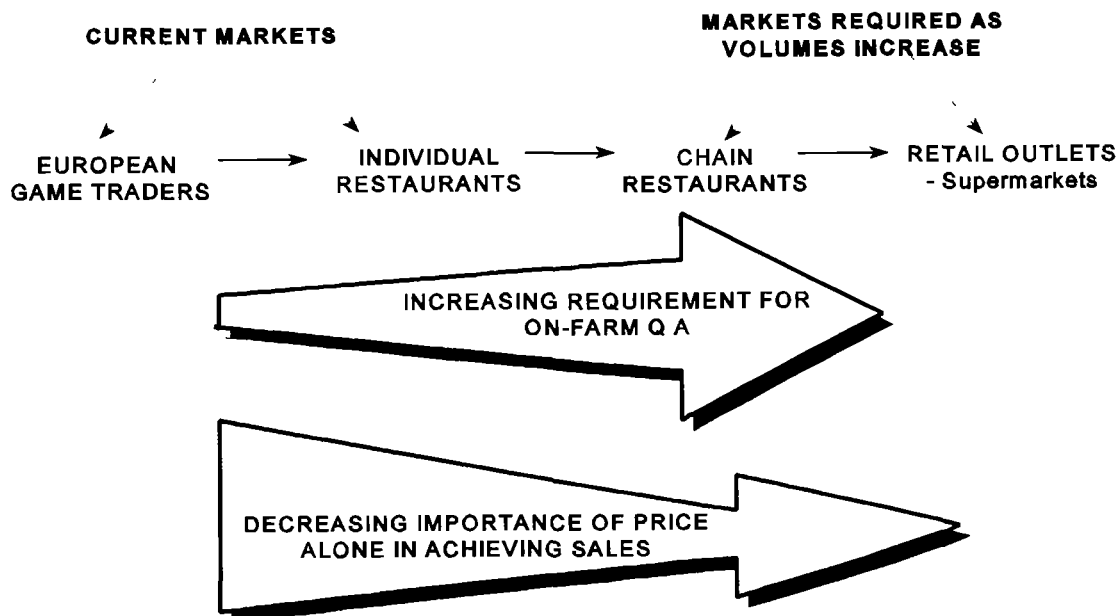 CURRENT MARKETS
MARKETS REQUIRED AS
VOLUMES INCREASE
EUROPEAN
GAME TRADERS
INDIVIDUAL
RESTAURANTS
CHAIN
RESTAURANTS
RETAIL OUTLETS
- Supermarkets
INCREASING REQUIREMENT FOR
ON-FARM Q A
DECREASING IMPORTANCE OF PRICE
ALONE IN ACHIEVING SALES